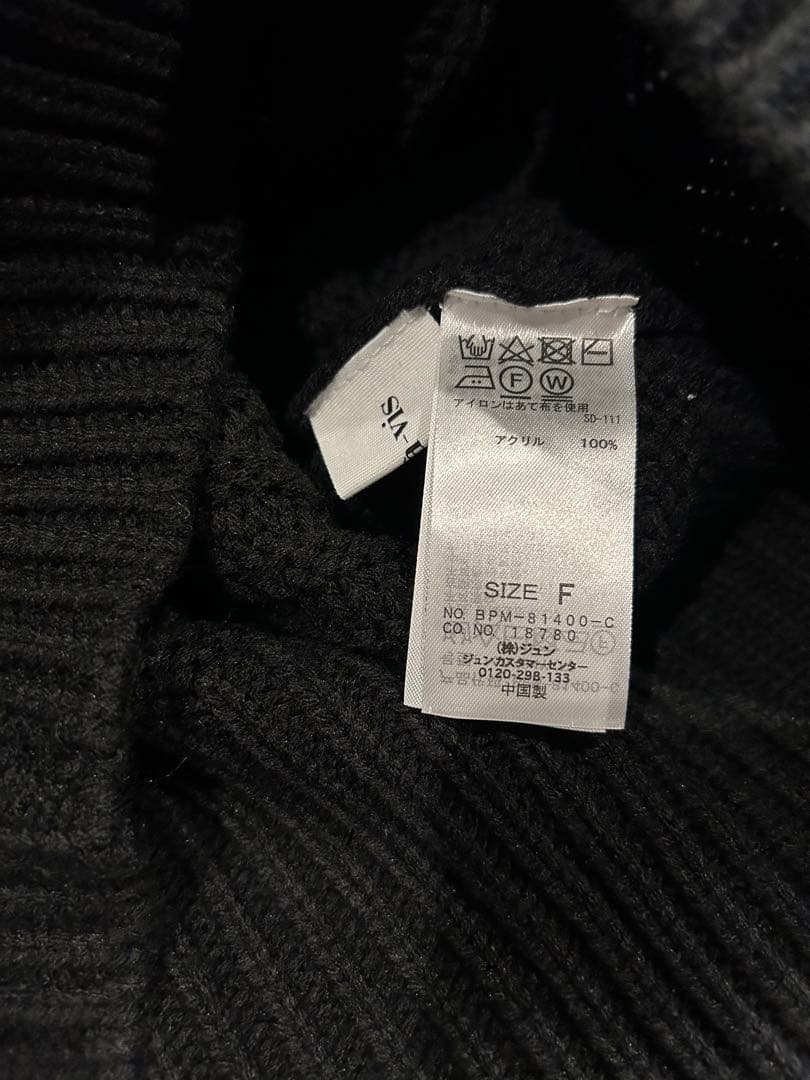 -vis
F W
アイロンはあて布を使用
SD-111
アクリル 100%
SIZE F
NO. BPM-81400-C
CO. NO. 18780
(株)ジュン
ジュンカスタマーセンター
0120-298-133
中国製